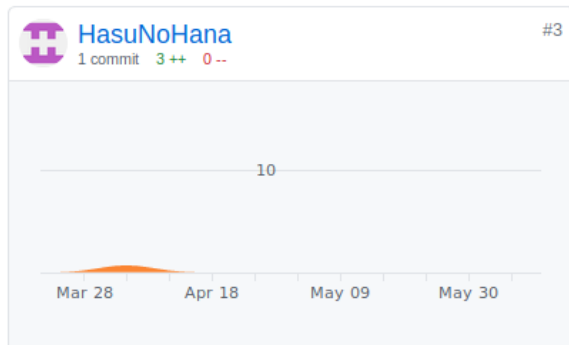 HasuNoHana
#3
1 commit 3 ++ 0 --
10
Mar 28 Apr 18 May 09 May 30